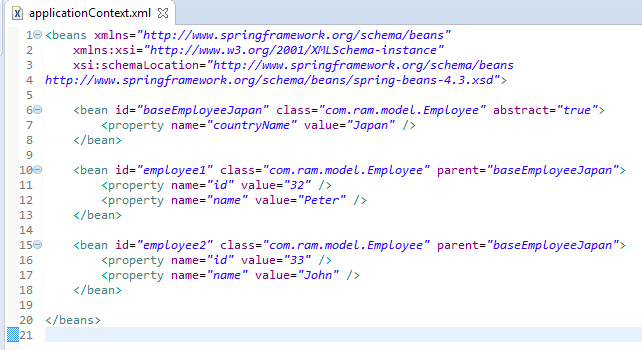 applicationContext.xml
1 <beans xmlns="http://www.springframework.org/schema/beans"
2     xmlns:xsi="http://www.w3.org/2001/XMLSchema-instance"
3     xsi:schemaLocation="http://www.springframework.org/schema/beans
4 http://www.springframework.org/schema/beans/spring-beans-4.3.xsd">
5
6     <bean id="baseEmployeeJapan" class="com.ram.model.Employee" abstract="true">
7         <property name="countryName" value="Japan" />
8     </bean>
9
10     <bean id="employee1" class="com.ram.model.Employee" parent="baseEmployeeJapan">
11         <property name="id" value="32" />
12         <property name="name" value="Peter" />
13     </bean>
14
15     <bean id="employee2" class="com.ram.model.Employee" parent="baseEmployeeJapan">
16         <property name="id" value="33" />
17         <property name="name" value="John" />
18     </bean>
19
20 </beans>
21